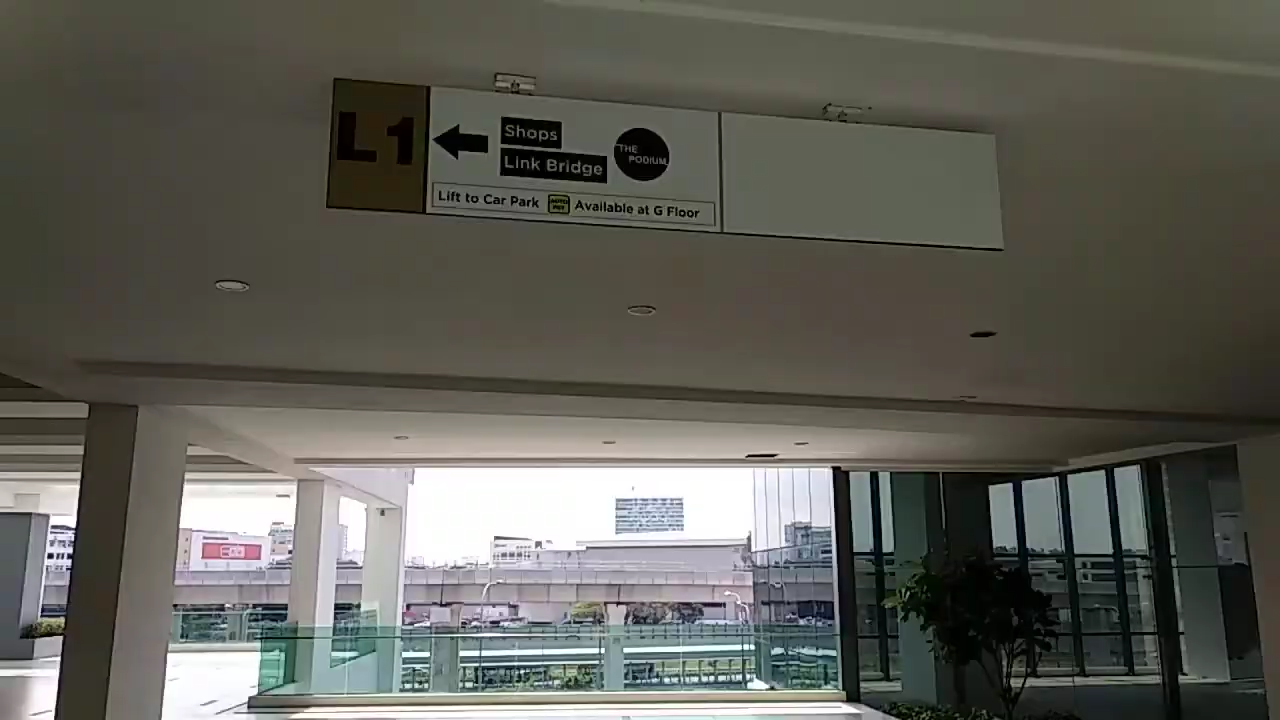 L1
Shops
Link Bridge
THE
PODIUM
Lift to Car Park
Available at G Floor